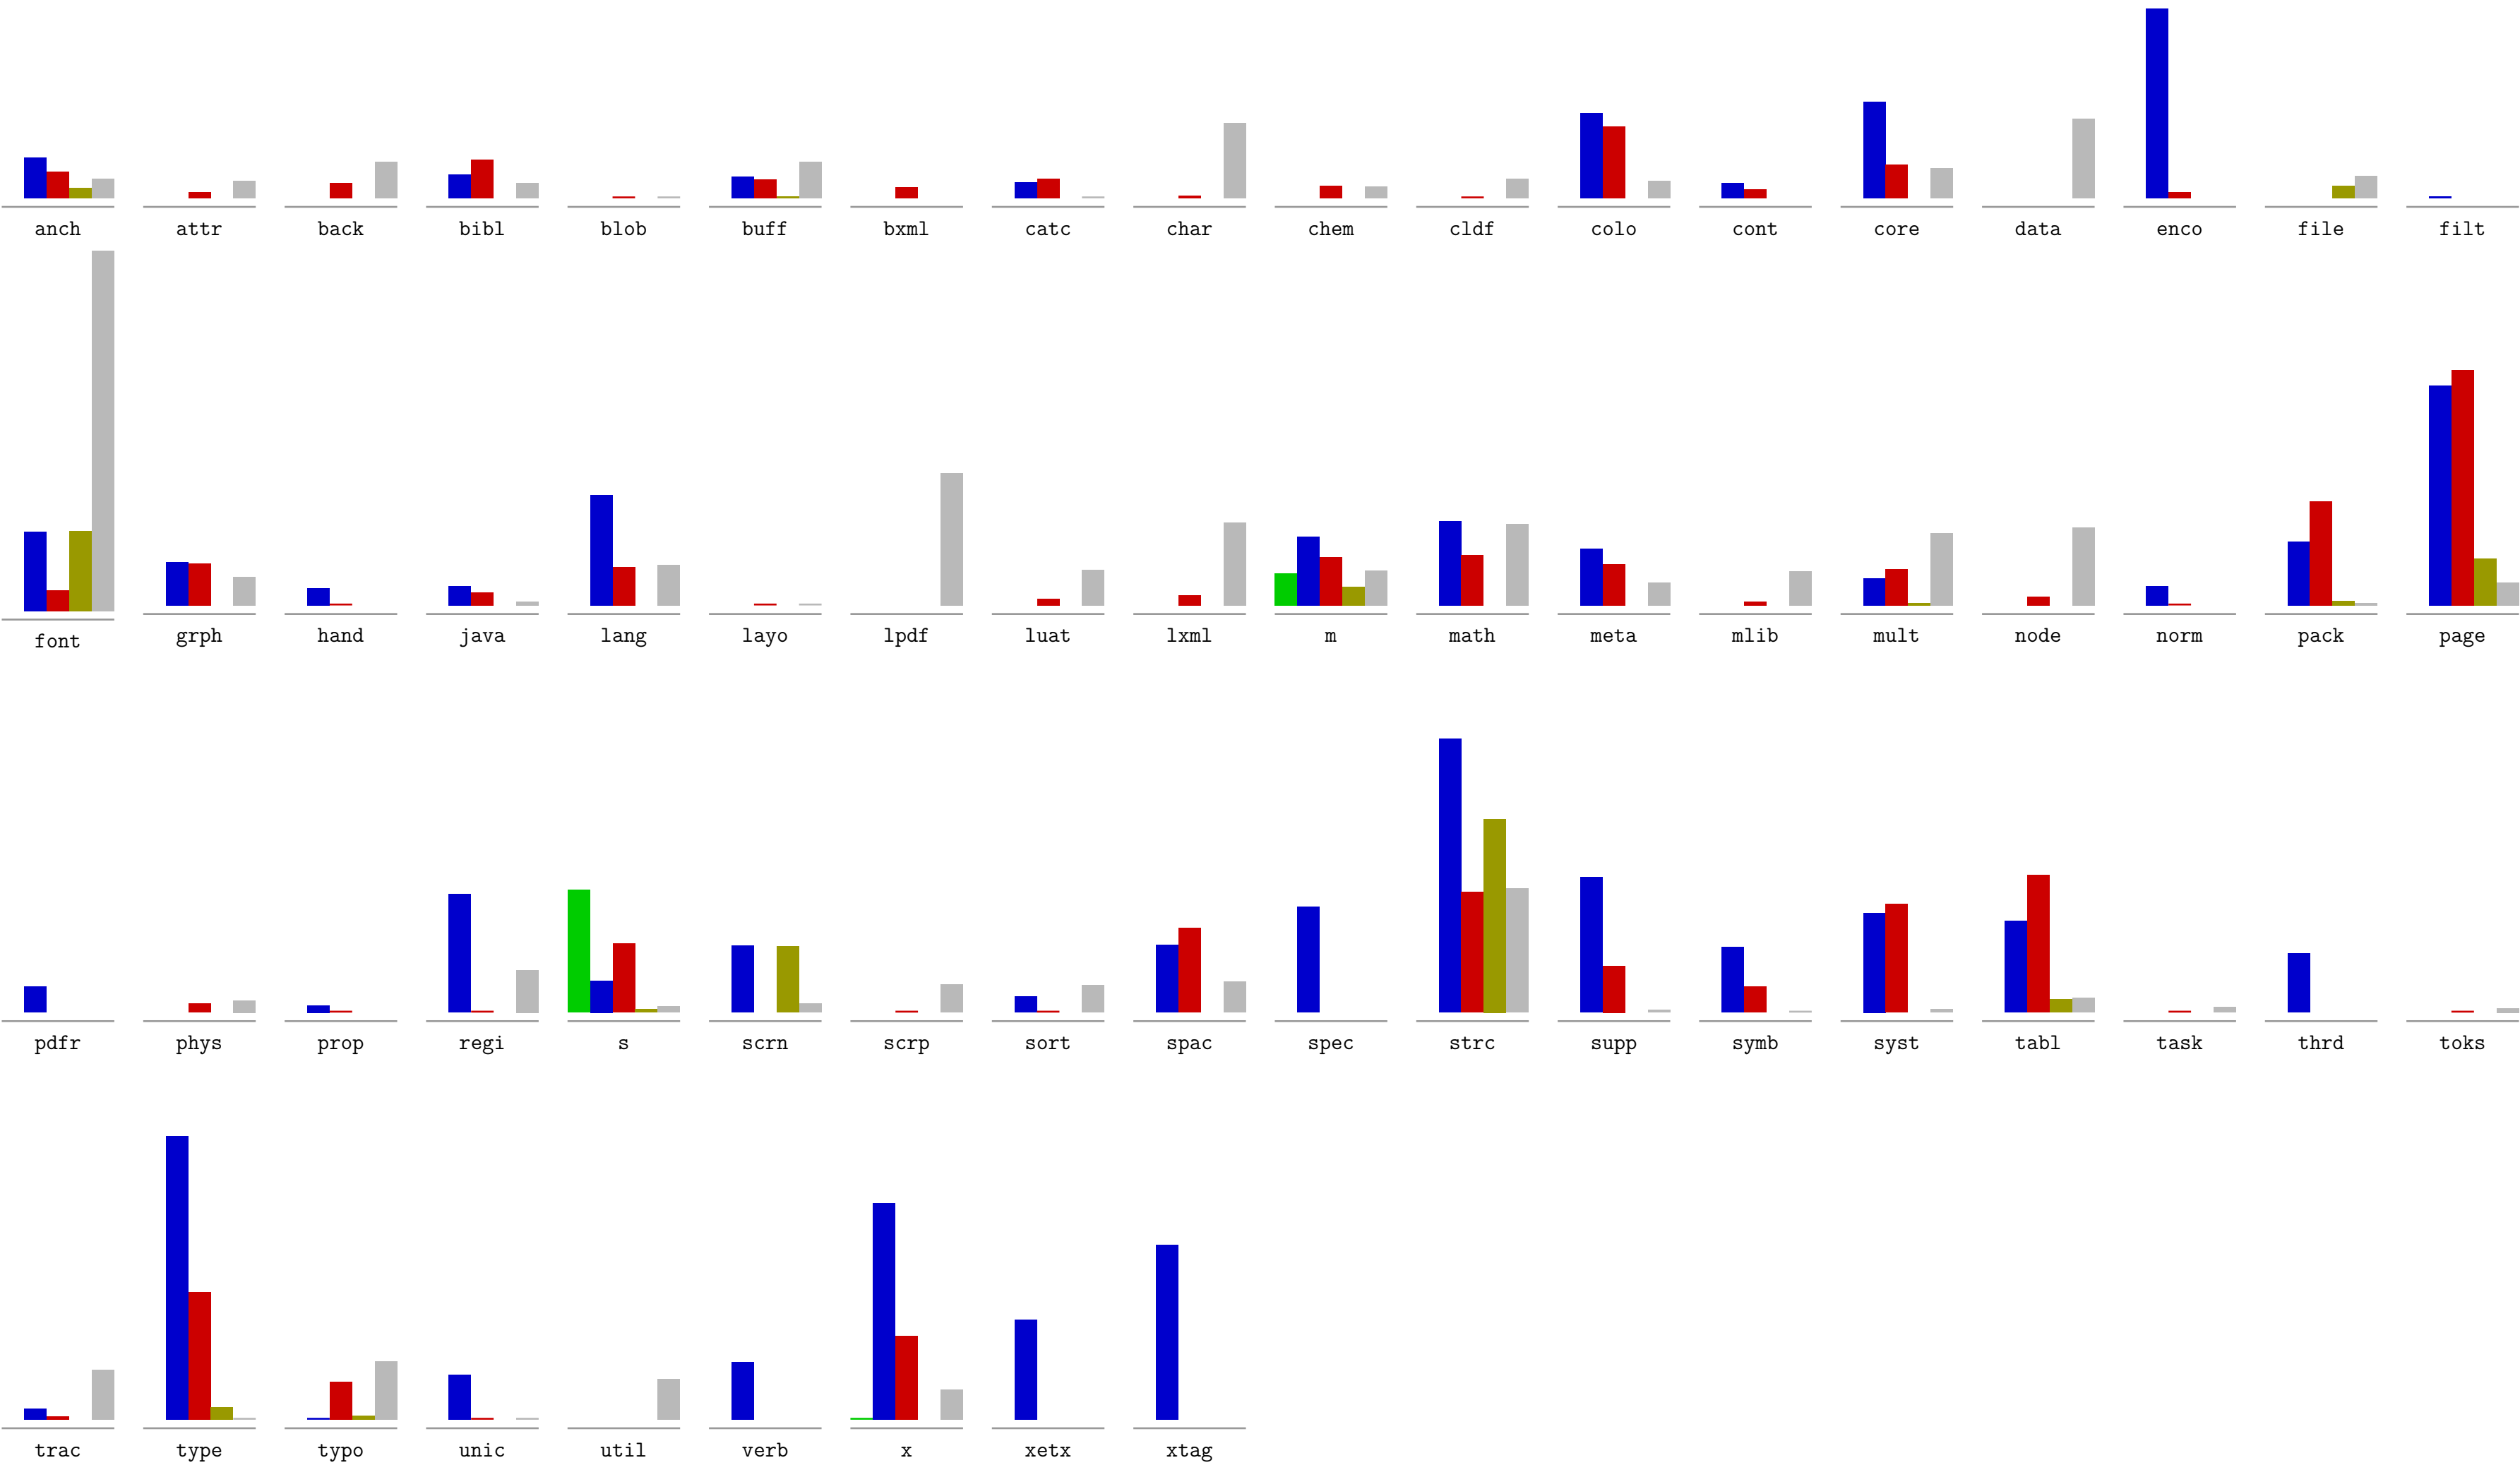 anch attr back bibl blob buff bxml catc char chem cldf colo cont core data enco file filt
font grph hand java lang layo lpdf luat lxml m math meta mlib mult node norm pack page
pdfr phys prop regi s scrn scrp sort spac spec strc supp symb syst tabl task thrd toks
trac type typo unic util verb x xetx xtag